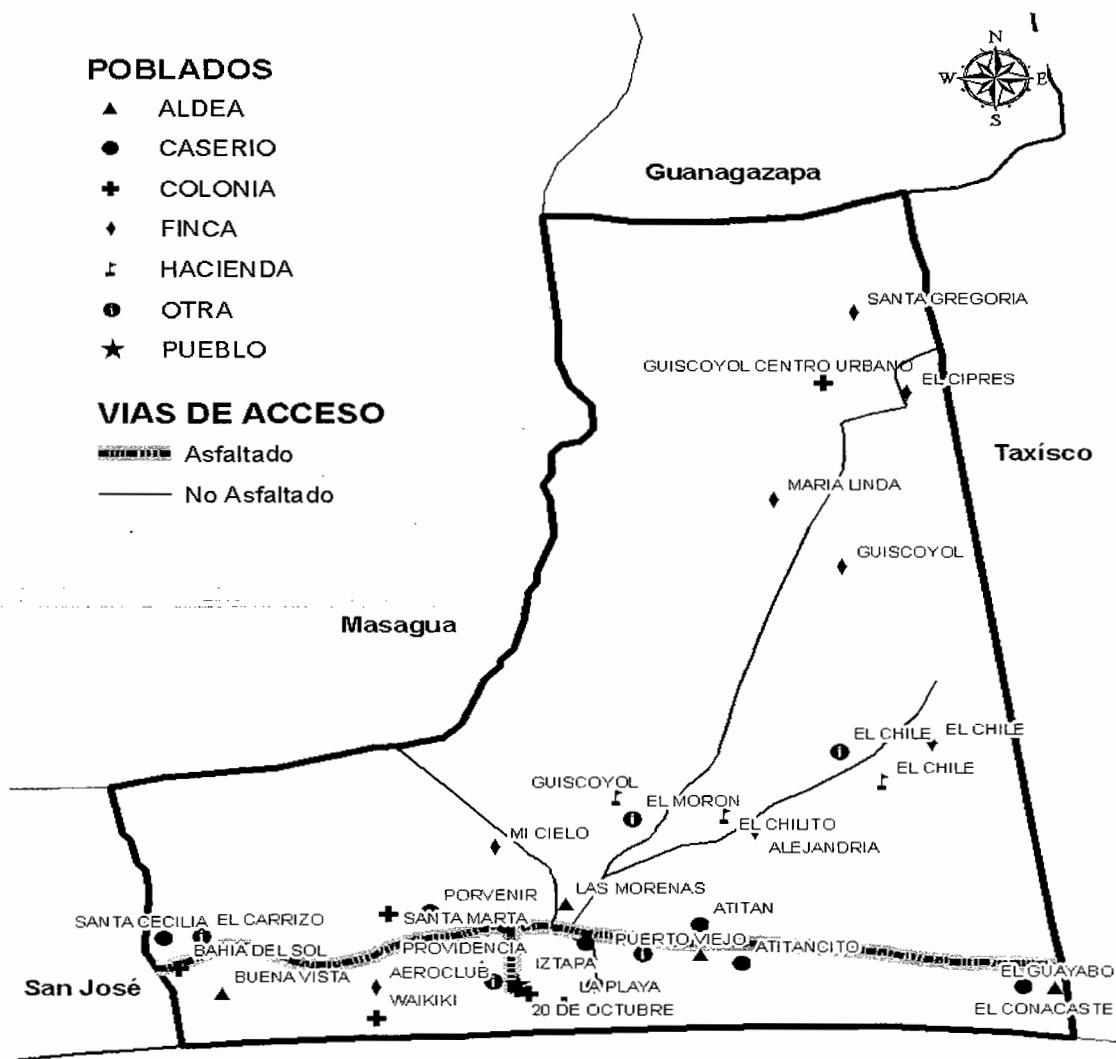 N
W E
S
POBLADOS
ALDEA
CASERIO
COLONIA
FINCA
HACIENDA
OTRA
PUEBLO
VIAS DE ACCESO
Asfaltado
No Asfaltado
Guanagazapa
SANTA GREGORIA
GUISCOYOL CENTRO URBANO
EL CIPRES
Taxísco
MARIA LINDA
GUISCOYOL
Masagua
EL CHILE
EL CHILE
EL CHILE
GUISCOYOL
EL MORON
EL CHILITO
ALEJANDRIA
MI CIELO
PORVENIR
LAS MORENAS
SANTA CECILIA
EL CARRIZO
SANTA MARTA
ATITAN
BAHIA DEL SOL
PROVIDENCIA
PUERTO VIEJO
ATITANCITO
BUENA VISTA
AEROCLUB
IZTAPA
EL GUAYABO
San José
WAIKIKI
LA PLAYA
20 DE OCTUBRE
EL CONACASTE